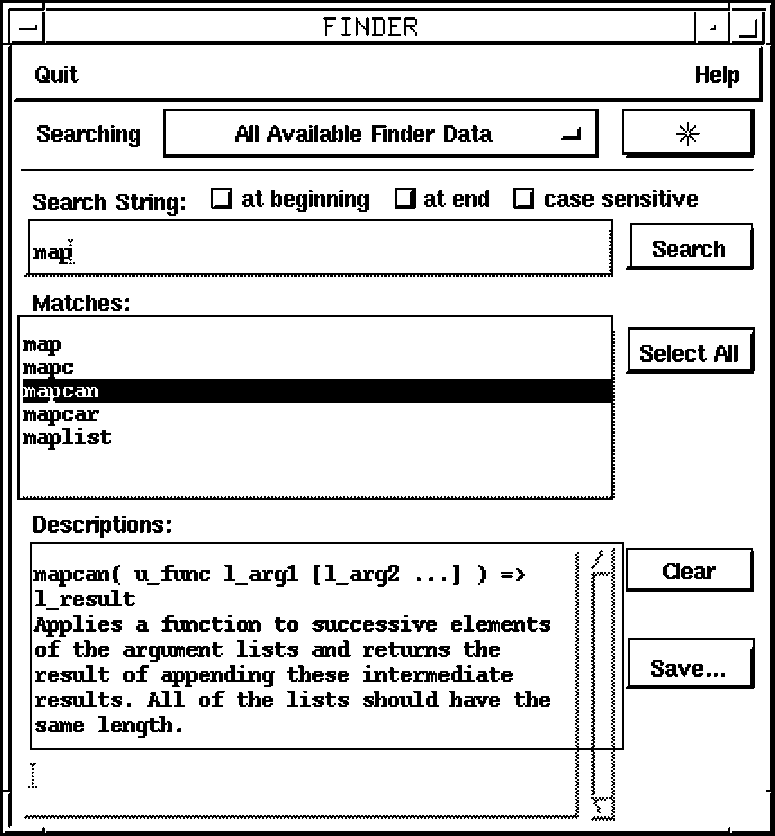 FINDER
Quit Help
Searching All Available Finder Data
Search String: at beginning at end case sensitive
map Search
Matches:
map
mapc
mapcan
mapcar
maplist
Select All
Descriptions:
mapcan( u_func l_arg1 [l_arg2 ...] ) =>
l_result
Applies a function to successive elements
of the argument lists and returns the
result of appending these intermediate
results. All of the lists should have the
same length.
Clear
Save...